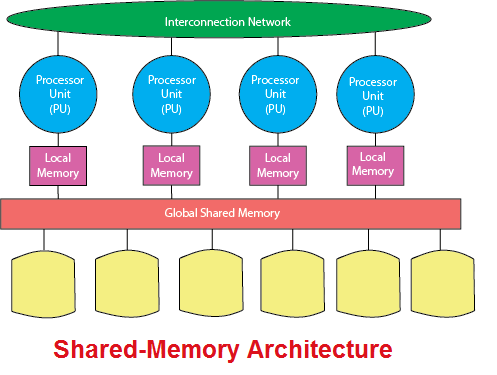 Interconnection Network
Processor
Unit
(PU)
Processor
Unit
(PU)
Processor
Unit
(PU)
Processor
Unit
(PU)
Local
Memory
Local
Memory
Local
Memory
Local
Memory
Global Shared Memory
Shared-Memory Architecture